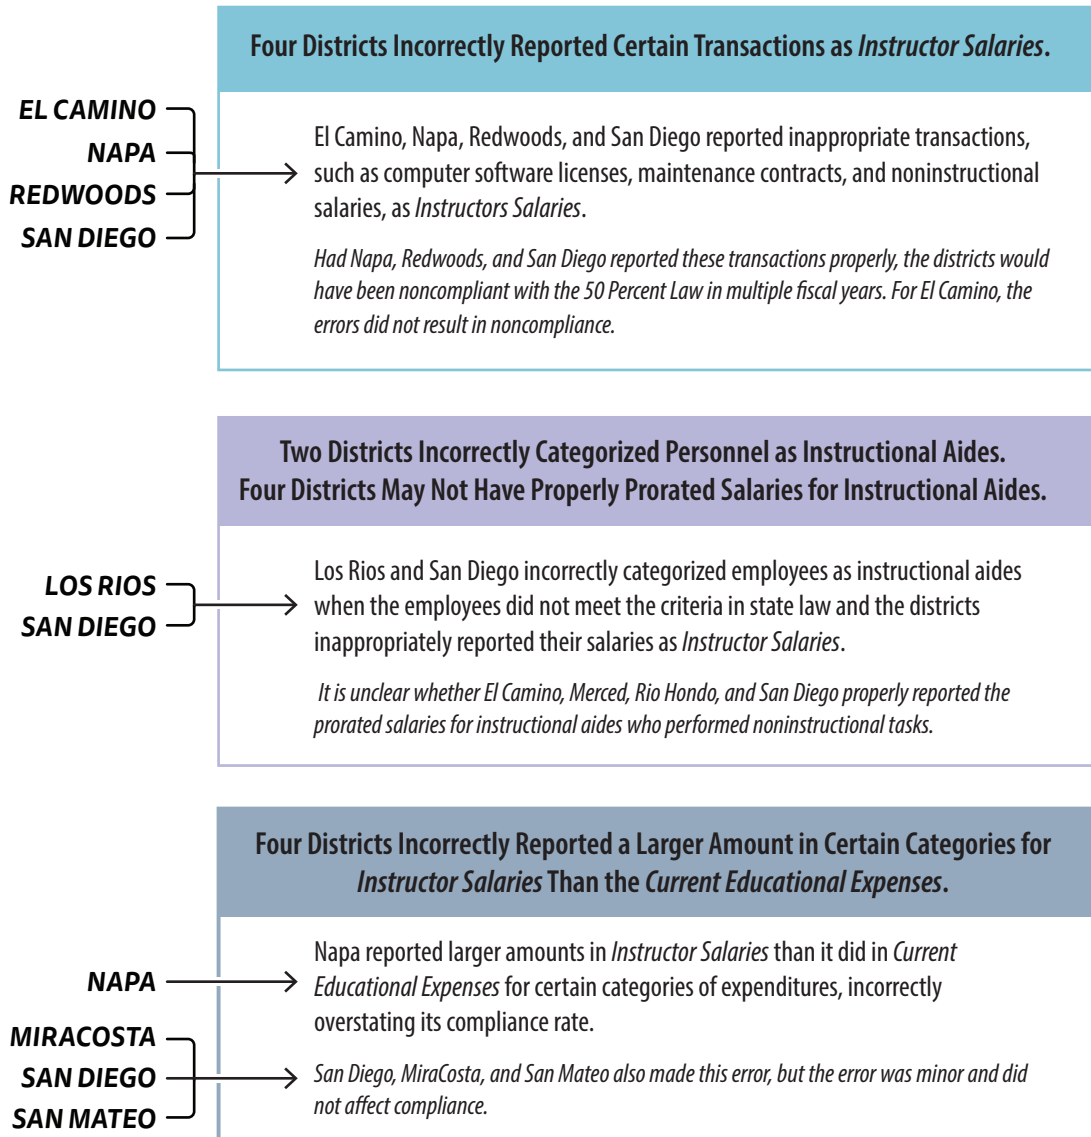 Four Districts Incorrectly Reported Certain Transactions as Instructor Salaries.
EL CAMINO
NAPA
REDWOODS
SAN DIEGO
El Camino, Napa, Redwoods, and San Diego reported inappropriate transactions,
such as computer software licenses, maintenance contracts, and noninstructional
salaries, as Instructors Salaries.
Had Napa, Redwoods, and San Diego reported these transactions properly, the districts would
have been noncompliant with the 50 Percent Law in multiple fiscal years. For El Camino, the
errors did not result in noncompliance.
Two Districts Incorrectly Categorized Personnel as Instructional Aides.
Four Districts May Not Have Properly Prorated Salaries for Instructional Aides.
LOS RIOS
SAN DIEGO
Los Rios and San Diego incorrectly categorized employees as instructional aides
when the employees did not meet the criteria in state law and the districts
inappropriately reported their salaries as Instructor Salaries.
It is unclear whether El Camino, Merced, Rio Hondo, and San Diego properly reported the
prorated salaries for instructional aides who performed noninstructional tasks.
Four Districts Incorrectly Reported a Larger Amount in Certain Categories for
Instructor Salaries Than the Current Educational Expenses.
NAPA
Napa reported larger amounts in Instructor Salaries than it did in Current
Educational Expenses for certain categories of expenditures, incorrectly
overstating its compliance rate.
MIRACOSTA
SAN DIEGO
SAN MATEO
San Diego, MiraCosta, and San Mateo also made this error, but the error was minor and did
not affect compliance.